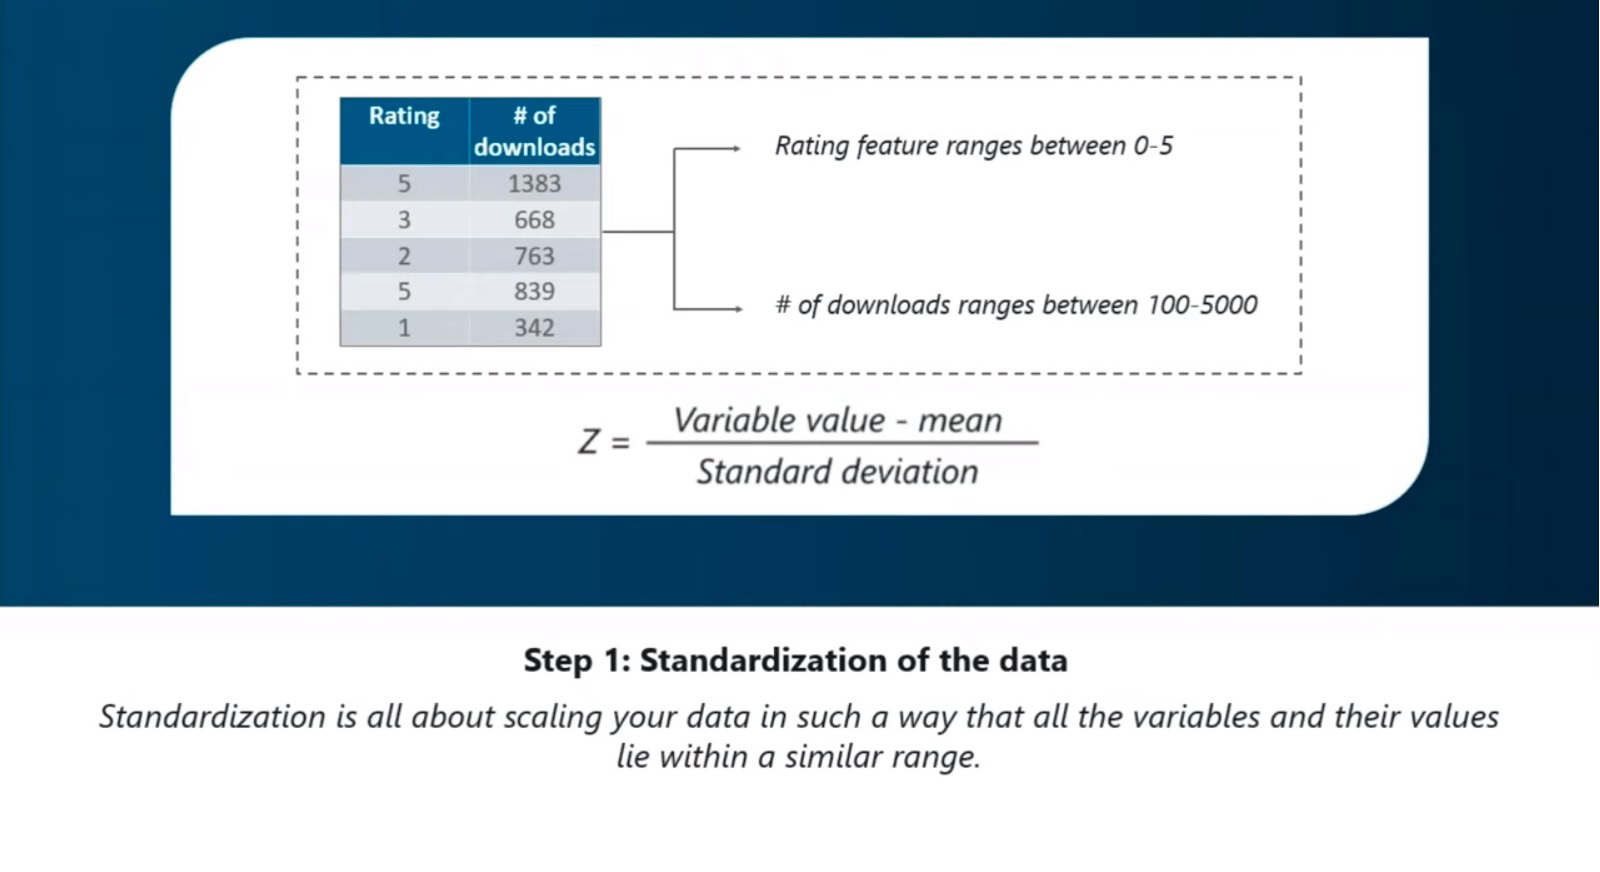 Rating # of downloads
5 1383
3 668
2 763
5 839
1 342
Rating feature ranges between 0-5
# of downloads ranges between 100-5000
Z = Variable value - mean
Standard deviation
Step 1: Standardization of the data
Standardization is all about scaling your data in such a way that all the variables and their values
lie within a similar range.